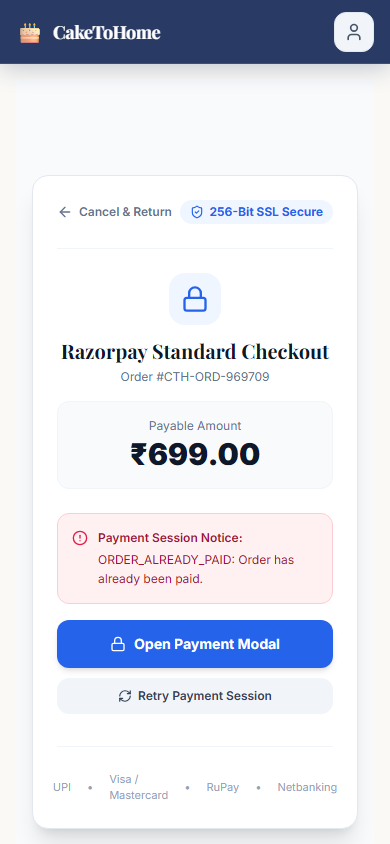 CakeToHome
Cancel & Return
256-Bit SSL Secure
Razorpay Standard Checkout
Order #CTH-ORD-969709
Payable Amount
₹699.00
Payment Session Notice:
ORDER_ALREADY_PAID: Order has
already been paid.
Open Payment Modal
Retry Payment Session
UPI • Visa / Mastercard • RuPay • Netbanking